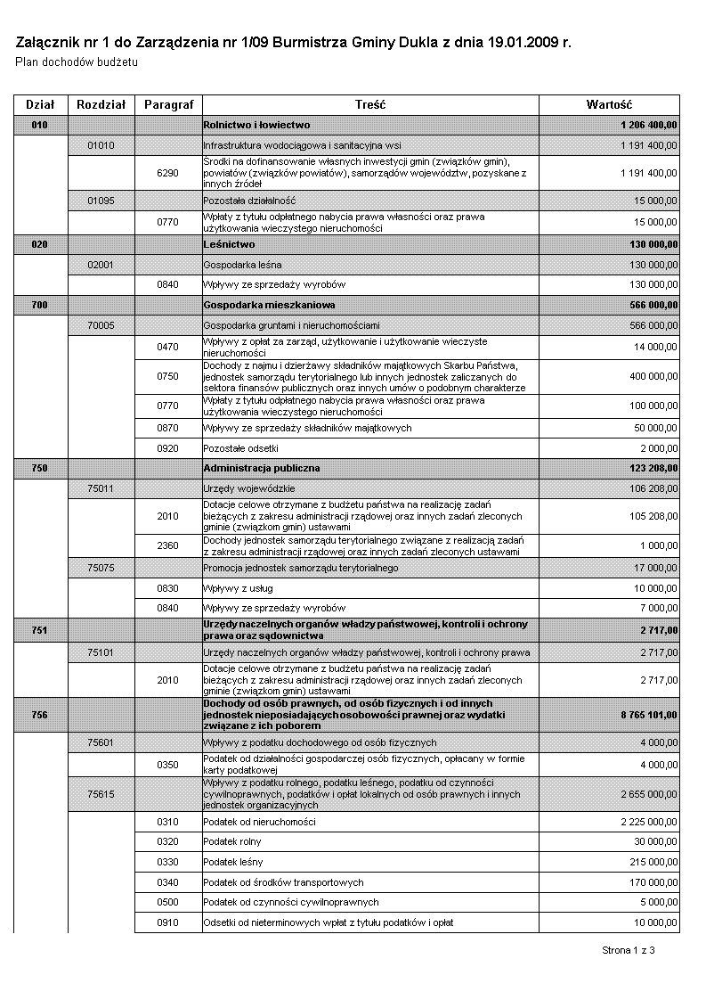 Załącznik nr 1 do Zarządzenia nr 1/09 Burmistrza Gminy Dukla z dnia 19.01.2009 r.
Plan dochodów budżetu
Dział Rozdział Paragraf Treść Wartość
010 Rolnictwo i łowiectwo 1 206 400,00
01010 Infrastruktura wodociągowa i sanitacyjna wsi 1 191 400,00
Środki na dofinansowanie własnych inwestycji gmin (związków gmin),
6290 powiatów (związków powiatów), samorządów województw, pozyskane z 1 191 400,00
innych źródeł
01095 Pozostała działalność 15 000,00
0770 Wpłaty z tytułu odpłatnego nabycia prawa własności oraz prawa 15 000,00
użytkowania wieczystego nieruchomości
020 Leśnictwo 130 000,00
02001 Gospodarka leśna 130 000,00
0840 Wpływy ze sprzedaży wyrobów 130 000,00
700 Gospodarka mieszkaniowa 566 000,00
70005 Gospodarka gruntami i nieruchomościami 566 000,00
0470 Wpływy z opłat za zarząd, użytkowanie i użytkowanie wieczyste 14 000,00
nieruchomości
Dochody z najmu i dzierżawy składników majątkowych Skarbu Państwa,
0750 jednostek samorządu terytorialnego lub innych jednostek zaliczanych do 400 000,00
sektora finansów publicznych oraz innych umów o podobnym charakterze
0770 Wpłaty z tytułu odpłatnego nabycia prawa własności oraz prawa 100 000,00
użytkowania wieczystego nieruchomości
0870 Wpływy ze sprzedaży składników majątkowych 50 000,00
0920 Pozostałe odsetki 2 000,00
750 Administracja publiczna 123 208,00
75011 Urzędy wojewódzkie 106 208,00
Dotacje celowe otrzymane z budżetu państwa na realizację zadań
2010 bieżących z zakresu administracji rządowej oraz innych zadań zleconych 105 208,00
gminie (związkom gmin) ustawami
2360 Dochody jednostek samorządu terytorialnego związane z realizacją zadań 1 000,00
z zakresu administracji rządowej oraz innych zadań zleconych ustawami
75075 Promocja jednostek samorządu terytorialnego 17 000,00
0830 Wpływy z usług 10 000,00
0840 Wpływy ze sprzedaży wyrobów 7 000,00
751 Urzędy naczelnych organów władzy państwowej, kontroli i ochrony 2 717,00
prawa oraz sądownictwa
75101 Urzędy naczelnych organów władzy państwowej, kontroli i ochrony prawa 2 717,00
Dotacje celowe otrzymane z budżetu państwa na realizację zadań
2010 bieżących z zakresu administracji rządowej oraz innych zadań zleconych 2 717,00
gminie (związkom gmin) ustawami
Dochody od osób prawnych, od osób fizycznych i od innych
756 jednostek nieposiadających osobowości prawnej oraz wydatki 8 765 101,00
związane z ich poborem
75601 Wpływy z podatku dochodowego od osób fizycznych 4 000,00
0350 Podatek od działalności gospodarczej osób fizycznych, opłacany w formie 4 000,00
karty podatkowej
Wpływy z podatku rolnego, podatku leśnego, podatku od czynności
75615 cywilnoprawnych, podatków i opłat lokalnych od osób prawnych i innych 2 655 000,00
jednostek organizacyjnych
0310 Podatek od nieruchomości 2 225 000,00
0320 Podatek rolny 30 000,00
0330 Podatek leśny 215 000,00
0340 Podatek od środków transportowych 170 000,00
0500 Podatek od czynności cywilnoprawnych 5 000,00
0910 Odsetki od nieterminowych wpłat z tytułu podatków i opłat 10 000,00
Strona 1 z 3